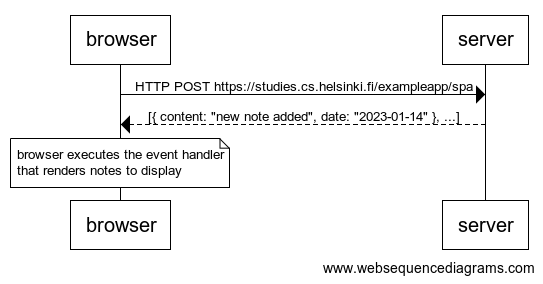 browser
server
HTTP POST https://studies.cs.helsinki.fi/exampleapp/spa
[{ content: "new note added", date: "2023-01-14" }, ...]
browser executes the event handler
that renders notes to display
browser
server
www.websequencediagrams.com